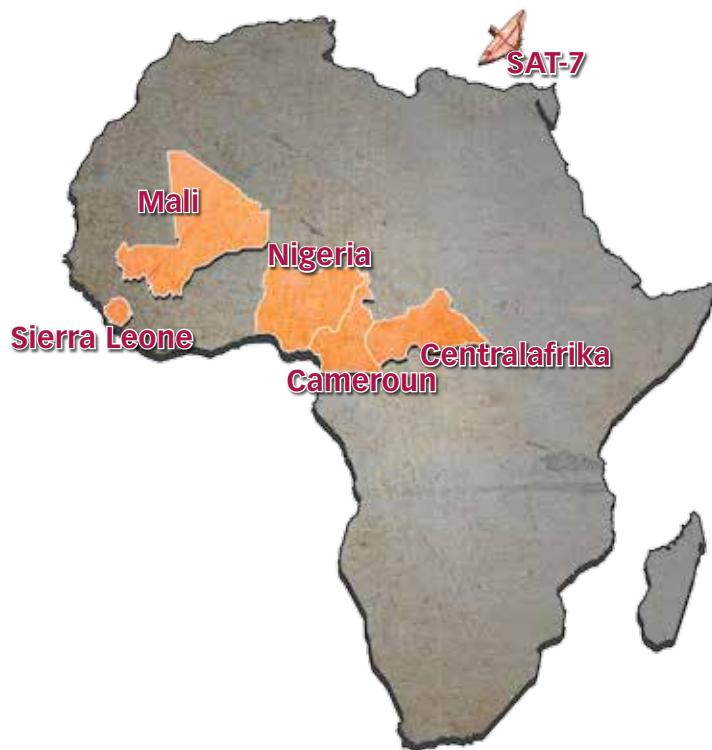 SAT-7
Mali
Nigeria
Sierra Leone
Centralafrika
Cameroun